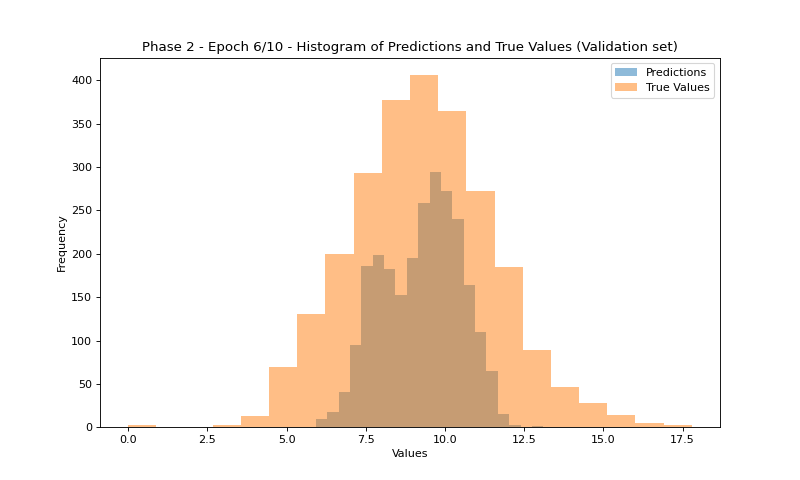 Phase 2 - Epoch 6/10 - Histogram of Predictions and True Values (Validation set)
Predictions
True Values
400
350
300
250
200
150
100
50
0
Frequency
0.0 2.5 5.0 7.5 10.0 12.5 15.0 17.5
Values